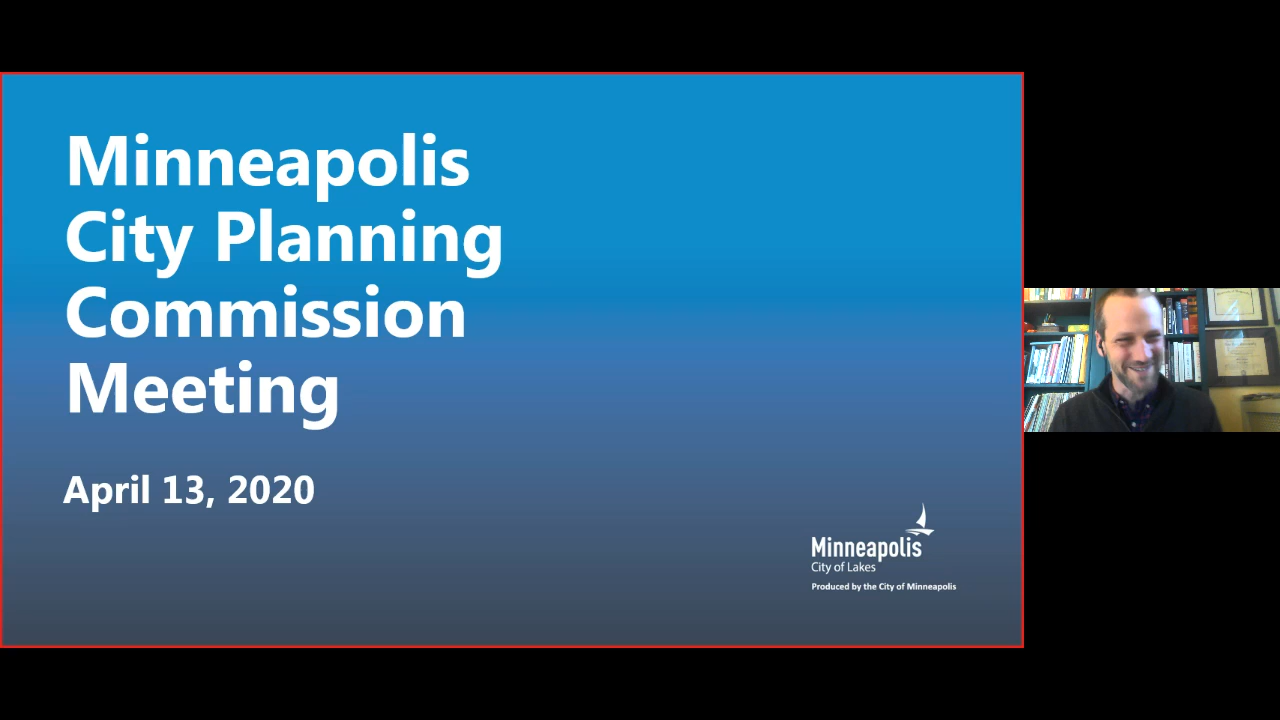 Minneapolis
City Planning
Commission
Meeting
April 13, 2020
Minneapolis
City of Lakes
Produced by the City of Minneapolis